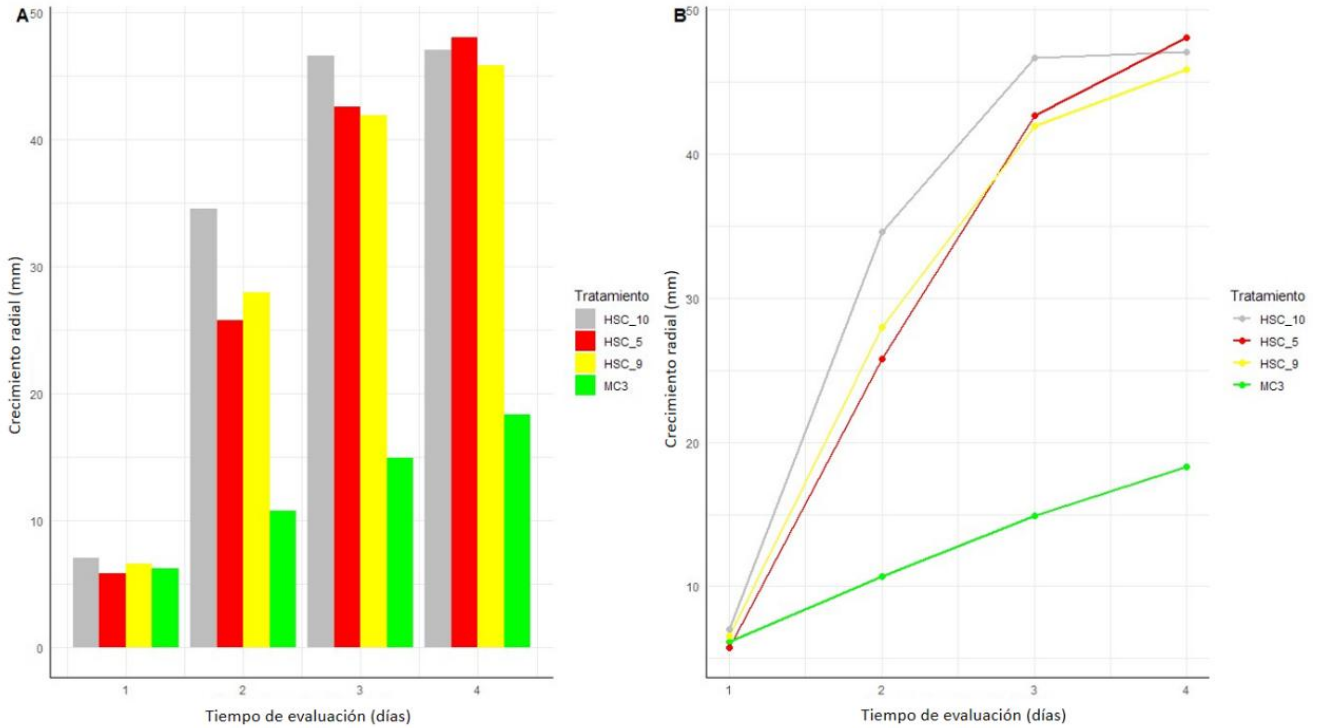 A
50
40
30
20
10
0
Crecimiento radial (mm)
1 2 3 4
Tiempo de evaluación (días)
Tratamiento
HSC_10
HSC_5
HSC_9
MC3
B
50
40
30
20
10
Crecimiento radial (mm)
1 2 3 4
Tiempo de evaluación (días)
Tratamiento
HSC_10
HSC_5
HSC_9
MC3